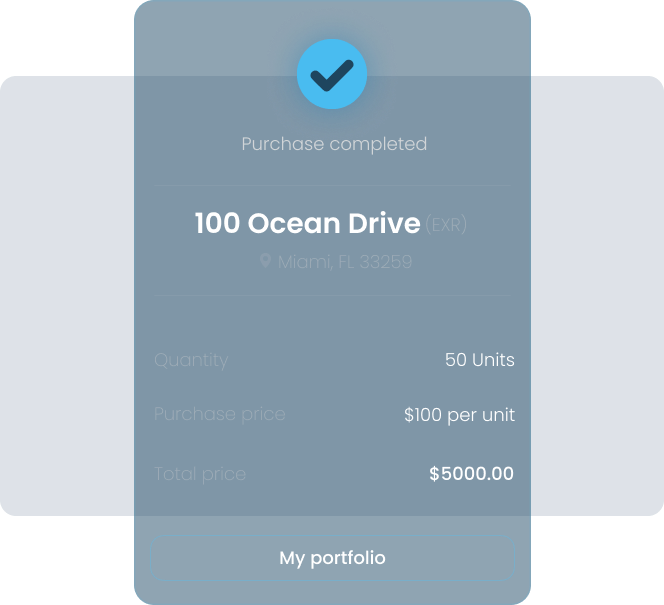 Purchase completed
100 Ocean Drive (EXR)
Miami, FL 33259
Quantity 50 Units
Purchase price $100 per unit
Total price $5000.00
My portfolio